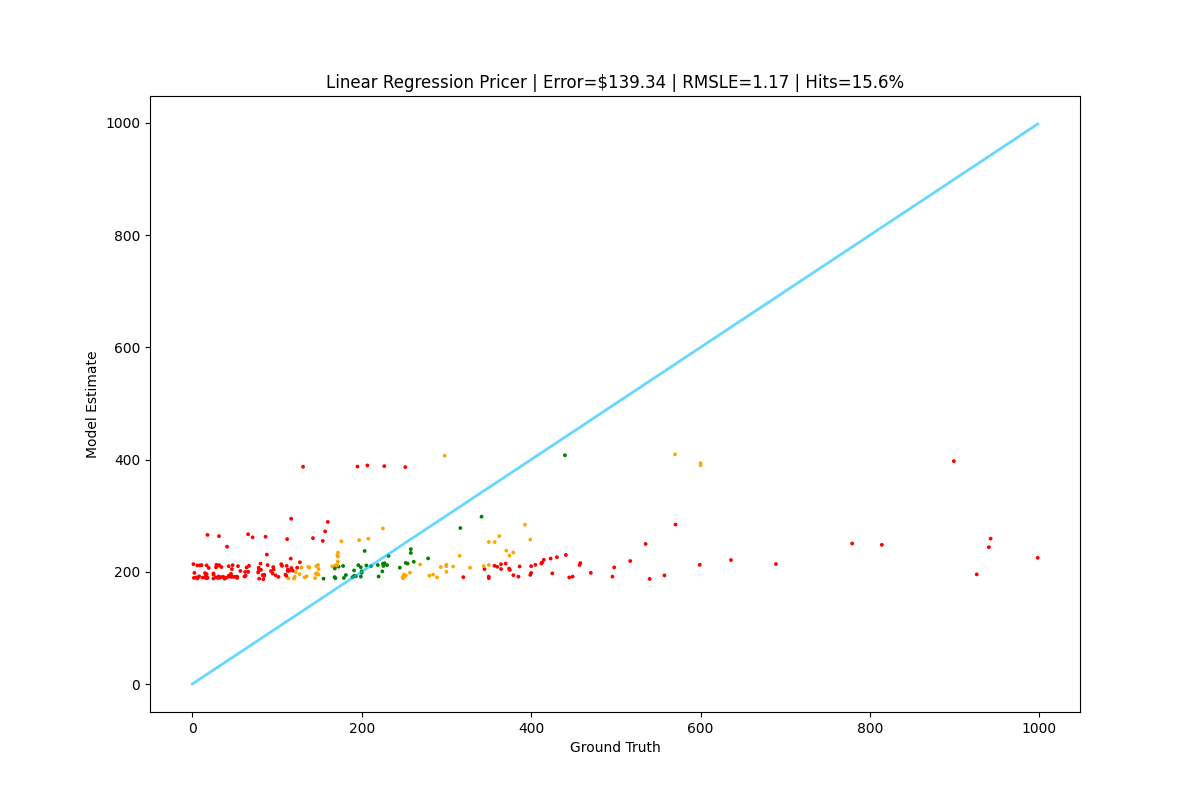 Linear Regression Pricer | Error=$139.34 | RMSLE=1.17 | Hits=15.6%
1000
800
600
400
200
0
Model Estimate
0 200 400 600 800 1000
Ground Truth